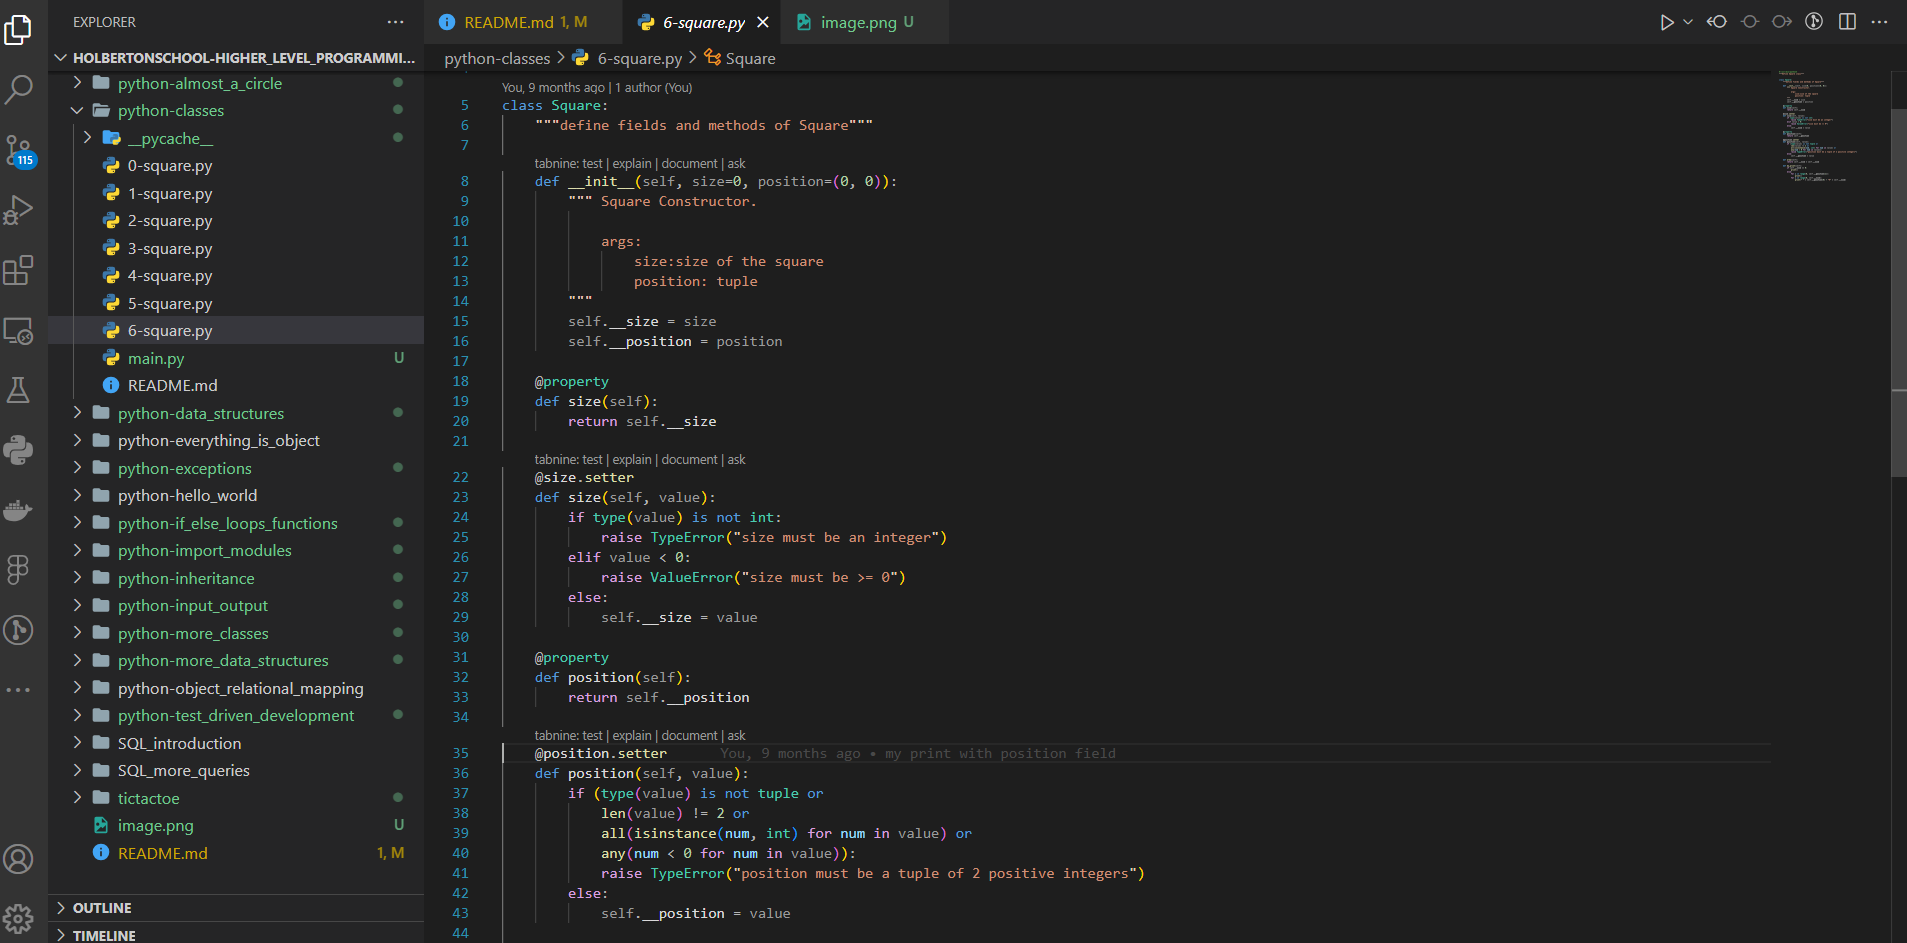 EXPLORER
HOLBERTONSCHOOL-HIGHER_LEVEL_PROGRAMMI...
python-almost_a_circle
python-classes
__pycache__
0-square.py
1-square.py
2-square.py
3-square.py
4-square.py
5-square.py
6-square.py
main.py U
README.md
python-data_structures
python-everything_is_object
python-exceptions
python-hello_world
python-if_else_loops_functions
python-import_modules
python-inheritance
python-input_output
python-more_classes
python-more_data_structures
python-object_relational_mapping
python-test_driven_development
SQL_introduction
SQL_more_queries
tictactoe
image.png U
README.md 1, M
OUTLINE
TIMELINE
115
README.md 1, M
6-square.py
image.png U
python-classes > 6-square.py > Square
You, 9 months ago | 1 author (You)
5 class Square:
6 """define fields and methods of Square"""
7
tabnine: test | explain | document | ask
8 def __init__(self, size=0, position=(0, 0)):
9 """ Square Constructor.
10
11 args:
12 size:size of the square
13 position: tuple
14 """
15 self.__size = size
16 self.__position = position
17
18 @property
19 def size(self):
20 return self.__size
21
tabnine: test | explain | document | ask
22 @size.setter
23 def size(self, value):
24 if type(value) is not int:
25 raise TypeError("size must be an integer")
26 elif value < 0:
27 raise ValueError("size must be >= 0")
28 else:
29 self.__size = value
30
31 @property
32 def position(self):
33 return self.__position
34
tabnine: test | explain | document | ask
35 @position.setter You, 9 months ago • my print with position field
36 def position(self, value):
37 if (type(value) is not tuple or
38 len(value) != 2 or
39 all(isinstance(num, int) for num in value) or
40 any(num < 0 for num in value)):
41 raise TypeError("position must be a tuple of 2 positive integers")
42 else:
43 self.__position = value
44